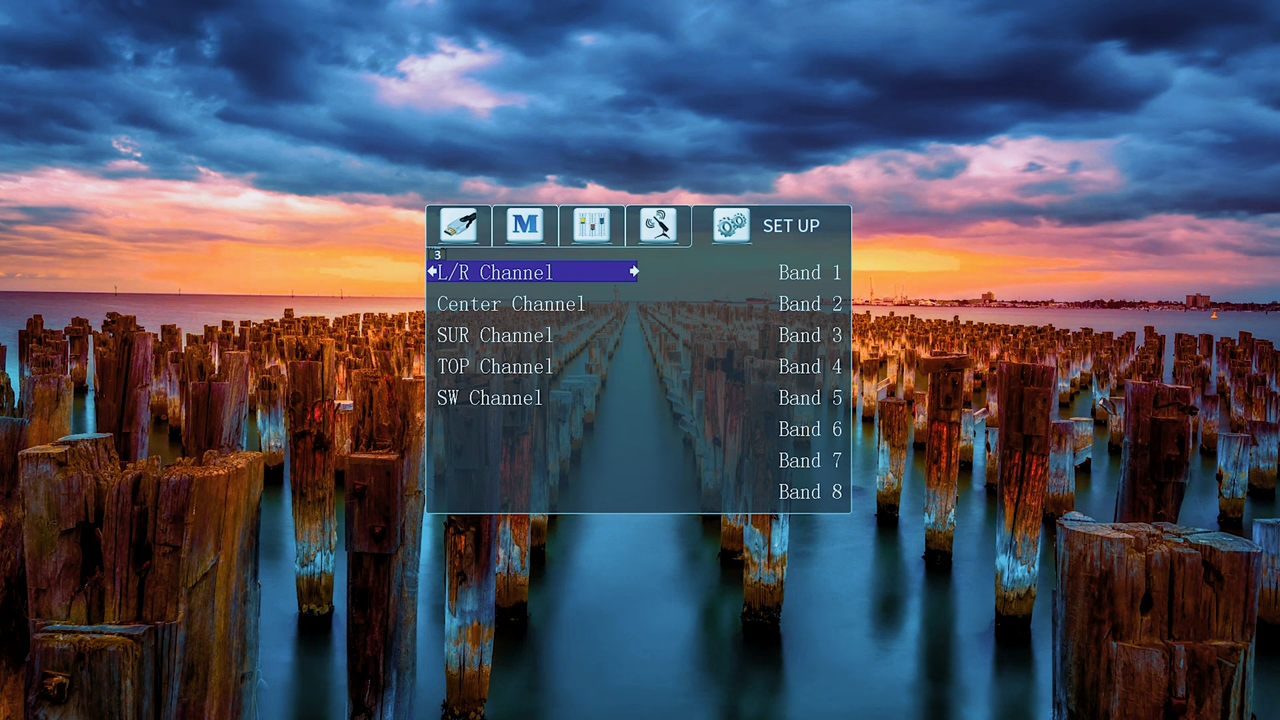 M
SET UP
3
L/R Channel Band 1
Center Channel Band 2
SUR Channel Band 3
TOP Channel Band 4
SW Channel Band 5
Band 6
Band 7
Band 8